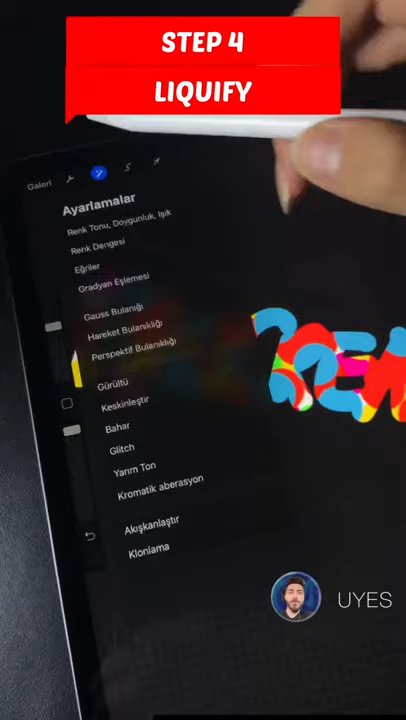 STEP 4
LIQUIFY
Galeri
Ayarlamalar
Renk Tonu, Doygunluk, Işık
Renk Dengesi
Eğriler
Gradyan Eşlemesi
Gauss Bulanığı
Hareket Bulanıklığı
Perspektif Bulanıklığı
Gürültü
Keskinleştir
Bahar
Glitch
Yarım Ton
Kromatik aberasyon
Akışkanlaştır
Klonlama
UYES